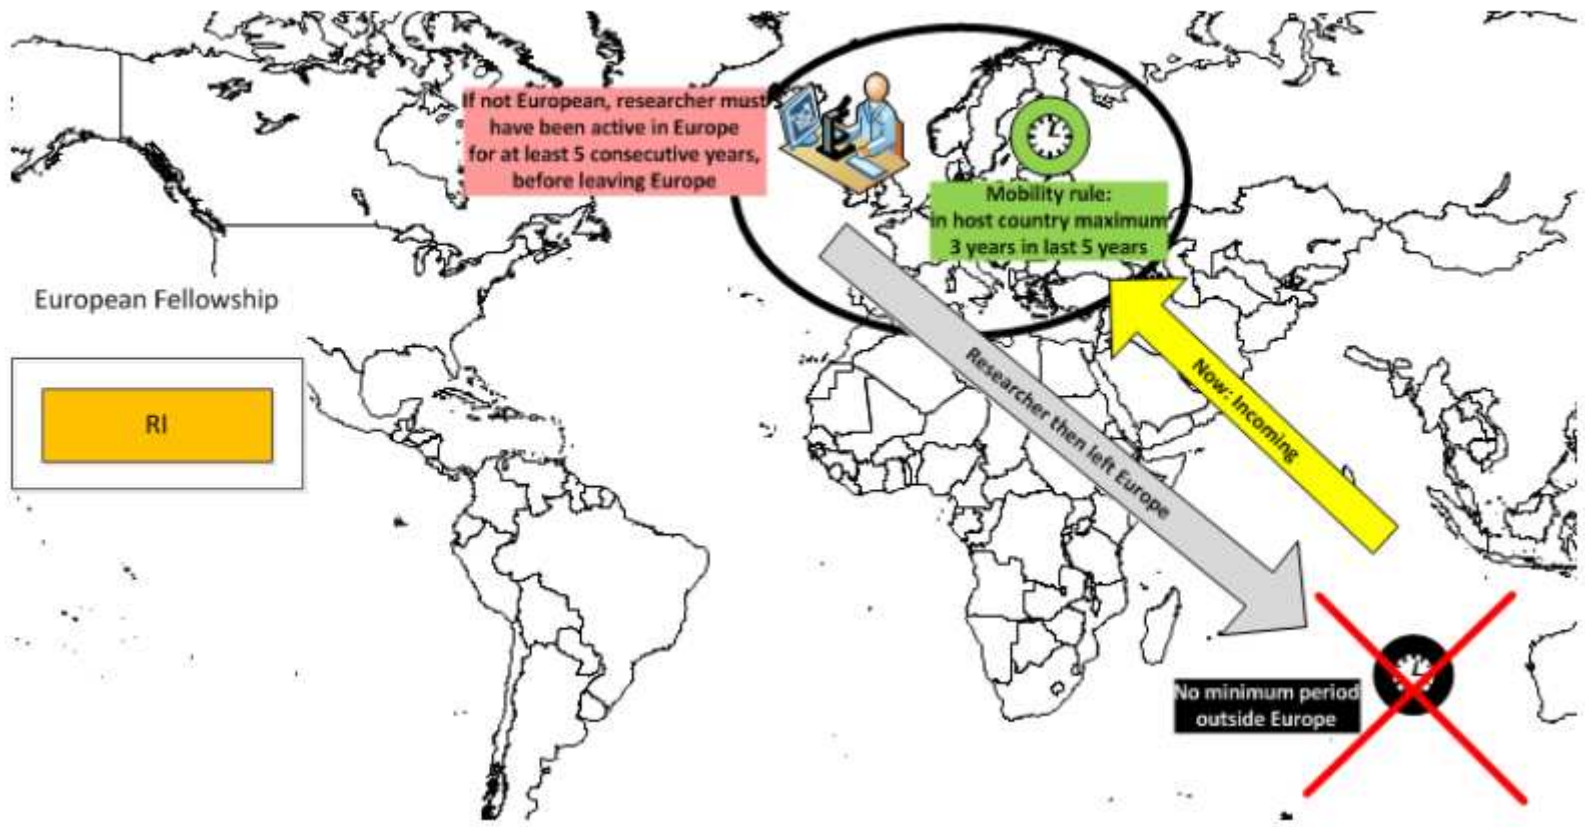 If not European, researcher must
have been active in Europe
for at least 5 consecutive years,
before leaving Europe
Mobility rule:
in host country maximum
3 years in last 5 years
European Fellowship
RI
Researcher then left Europe
Now: Incoming
No minimum period
outside Europe